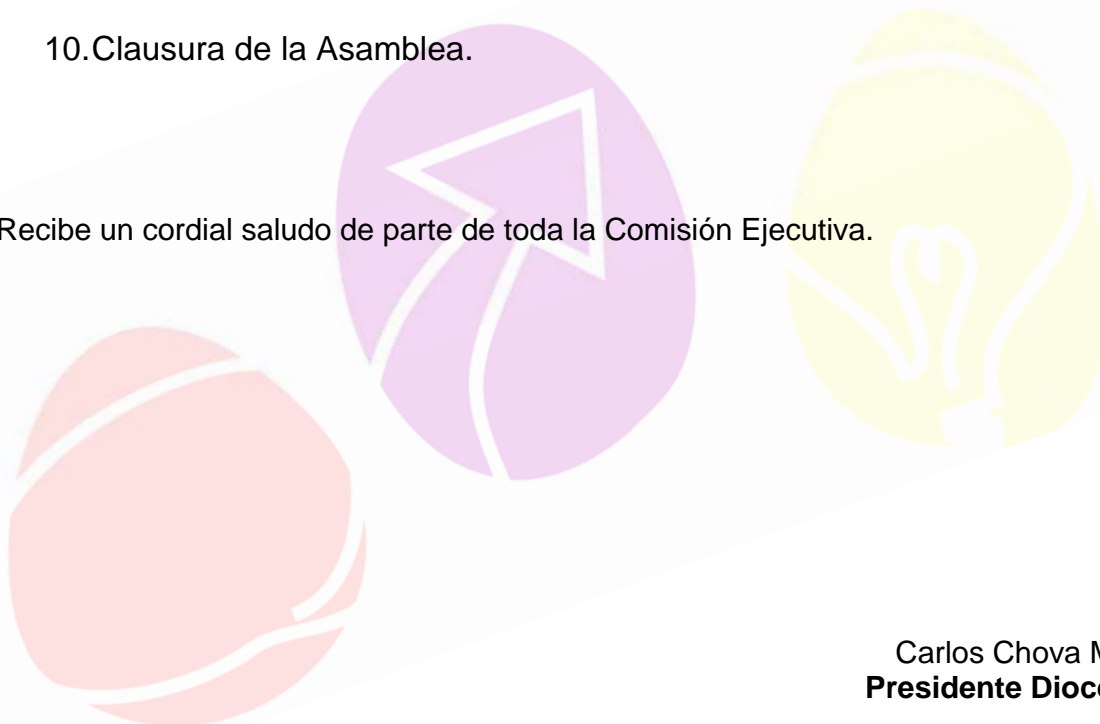 10.Clausura de la Asamblea.
Recibe un cordial saludo de parte de toda la Comisión Ejecutiva.
Carlos Chova
Presidente